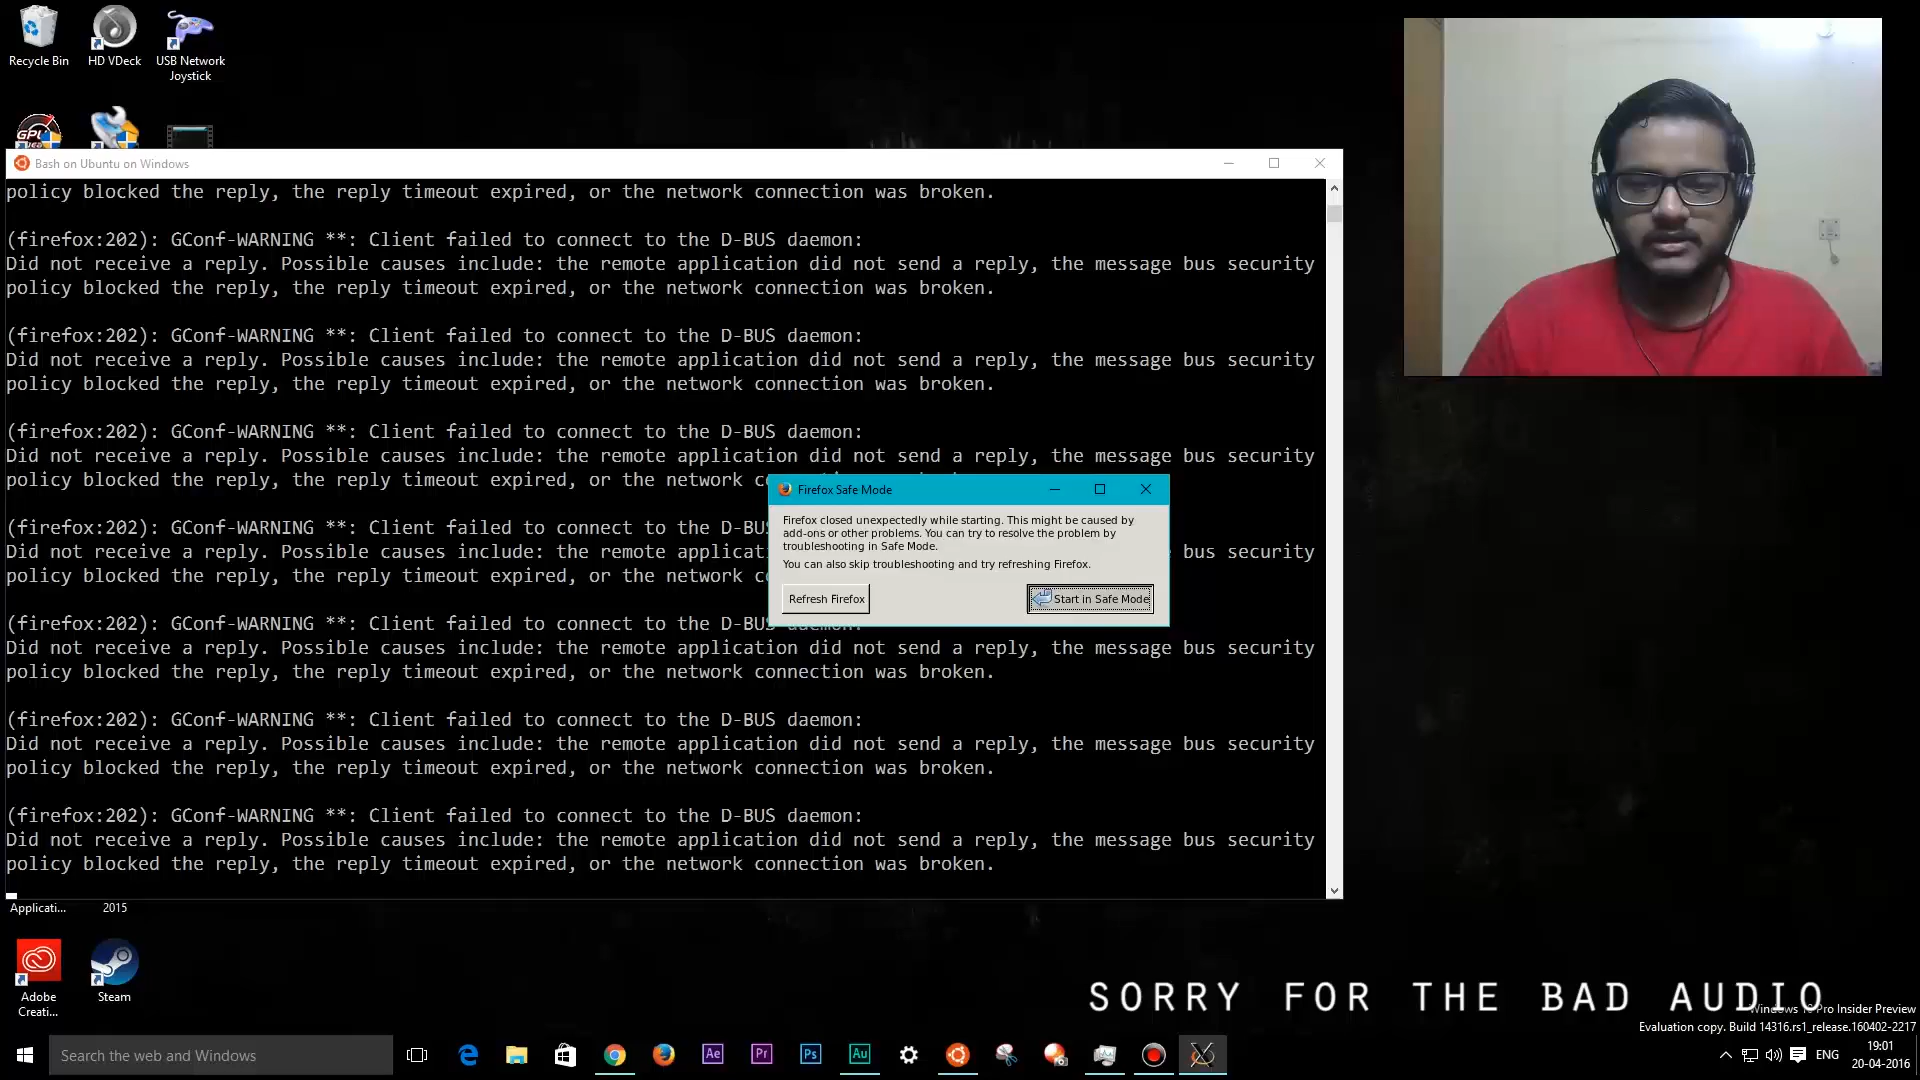 Recycle Bin
HD VDeck
USB Network
Joystick
Bash on Ubuntu on Windows
policy blocked the reply, the reply timeout expired, or the network connection was broken.
(firefox:202): GConf-WARNING **: Client failed to connect to the D-BUS daemon:
Did not receive a reply. Possible causes include: the remote application did not send a reply, the message bus security
policy blocked the reply, the reply timeout expired, or the network connection was broken.
(firefox:202): GConf-WARNING **: Client failed to connect to the D-BUS daemon:
Did not receive a reply. Possible causes include: the remote application did not send a reply, the message bus security
policy blocked the reply, the reply timeout expired, or the network connection was broken.
(firefox:202): GConf-WARNING **: Client failed to connect to the D-BUS daemon:
Did not receive a reply. Possible causes include: the remote application did not send a reply, the message bus security
policy blocked the reply, the reply timeout expired, or the network
(firefox:202): GConf-WARNING **: Client failed to connect to the D-BUS
Did not receive a reply. Possible causes include: the remote bus security
policy blocked the reply, the reply timeout expired, or the network
(firefox:202): GConf-WARNING **: Client failed to connect to the D-BUS daemon:
Did not receive a reply. Possible causes include: the remote application did not send a reply, the message bus security
policy blocked the reply, the reply timeout expired, or the network connection was broken.
(firefox:202): GConf-WARNING **: Client failed to connect to the D-BUS daemon:
Did not receive a reply. Possible causes include: the remote application did not send a reply, the message bus security
policy blocked the reply, the reply timeout expired, or the network connection was broken.
(firefox:202): GConf-WARNING **: Client failed to connect to the D-BUS daemon:
Did not receive a reply. Possible causes include: the remote application did not send a reply, the message bus security
policy blocked the reply, the reply timeout expired, or the network connection was broken.
Firefox Safe Mode
Firefox closed unexpectedly while starting. This might be caused by
add-ons or other problems. You can try to resolve the problem by
troubleshooting in Safe Mode.
You can also skip troubleshooting and try refreshing Firefox.
Refresh Firefox
Start in Safe Mode
Applicati...
2015
Adobe
Creati...
Steam
SORRY FOR THE BAD AUDIO
Windows 10 Pro Insider Preview
Evaluation copy. Build 14316.rs1_release.160402-2217
Search the web and Windows
Ae
Pr
Ps
Au
ENG
19:01
20-04-2016